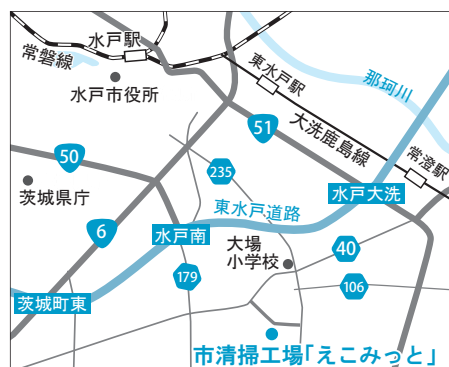 水戸駅
常磐線
水戸市役所
東水戸駅
那珂川
51
大洗鹿島線
常澄駅
50
235
水戸大洗
茨城県庁
東水戸道路
6
水戸南
大場
小学校
40
179
106
茨城町東
市清掃工場「えこみっと」